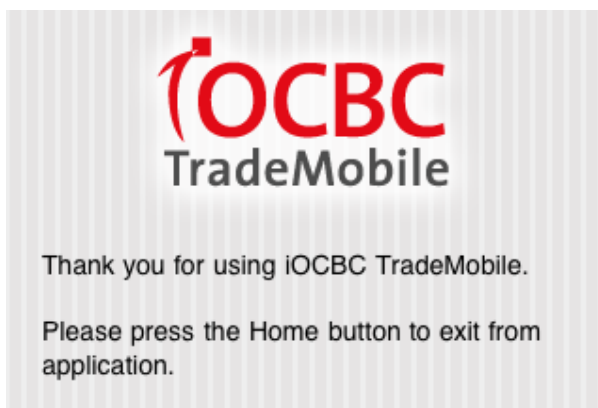 iOCBC
TradeMobile
Thank you for using iOCBC TradeMobile.
Please press the Home button to exit from
application.